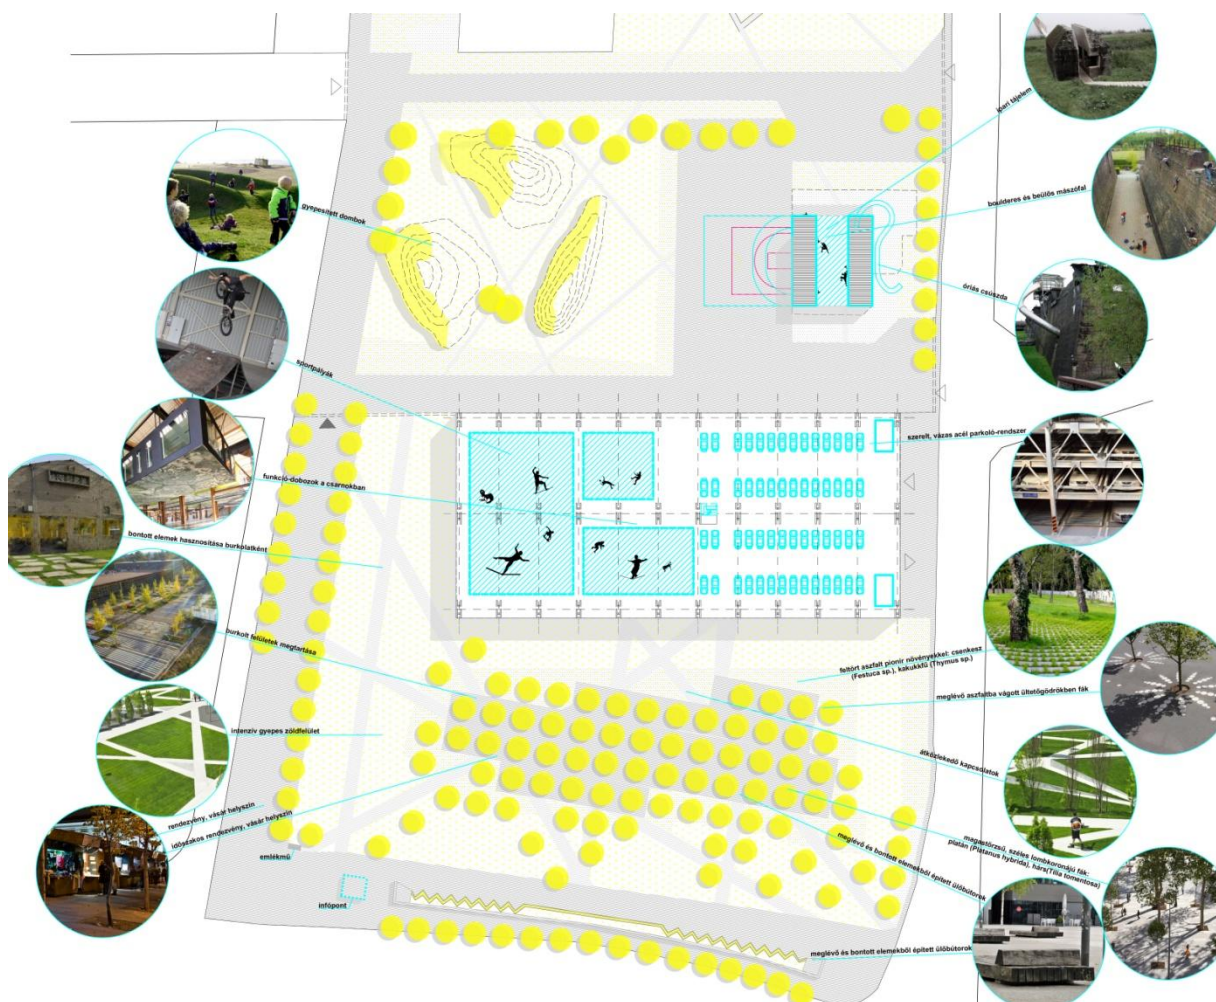 ipari tájelem
boulderes és beülős mászófal
gyepesített dombok
óriás csúszda
sportpályák
szerelt, vázas acél parkoló-rendszer
funkció-dobozok a csarnokban
bontott elemek hasznosítása burkolatként
burkolt felületek megtartása
feltört aszfalt pionír növényekkel: csenkesz
(Festuca sp.), kakukkfű (Thymus sp.)
meglévő aszfaltba vágott ültetőgödrökben fák
intenzív gyepes zöldfelület
átközlekedő kapcsolatok
rendezvény, vásár helyszín
időszakos rendezvény, vásár helyszín
magastörzsű, széles lombkoronájú fák:
platán (Platanus hybrida), hárs(Tilia tomentosa)
meglévő és bontott elemekből épített ülőbútorok
emlékmű
infópont
meglévő és bontott elemekből épített ülőbútorok